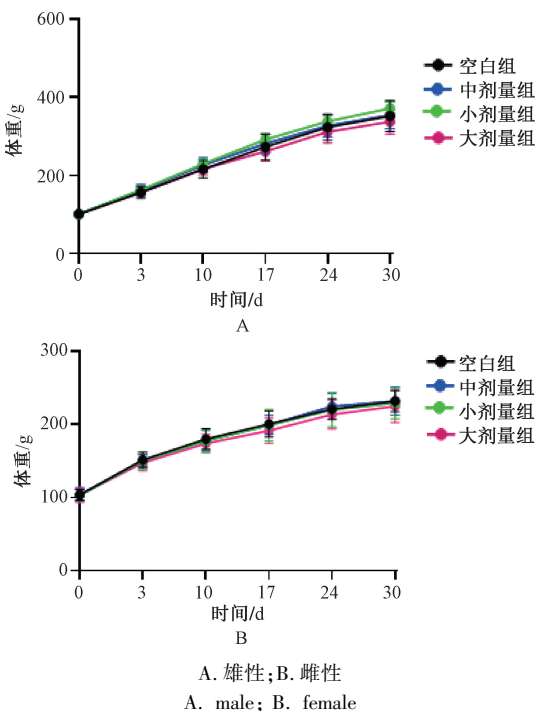 600
400
200
0
体重/g
0 3 10 17 24 30
时间/d
空白组
中剂量组
小剂量组
大剂量组
A
300
200
100
0
体重/g
0 3 10 17 24 30
时间/d
空白组
中剂量组
小剂量组
大剂量组
B
A. 雄性;B. 雌性
A. male; B. female